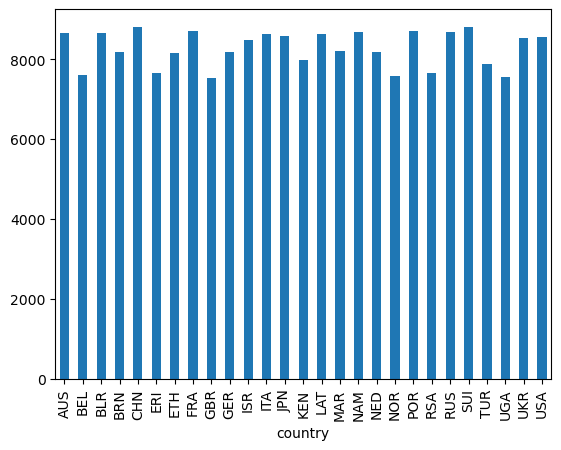 8000
6000
4000
2000
0
AUS BEL BLR BRN CHN ERI ETH FRA GBR GER ISR ITA JPN KEN LAT MAR NAM NED NOR POR RSA RUS SUI TUR UGA UKR USA
country